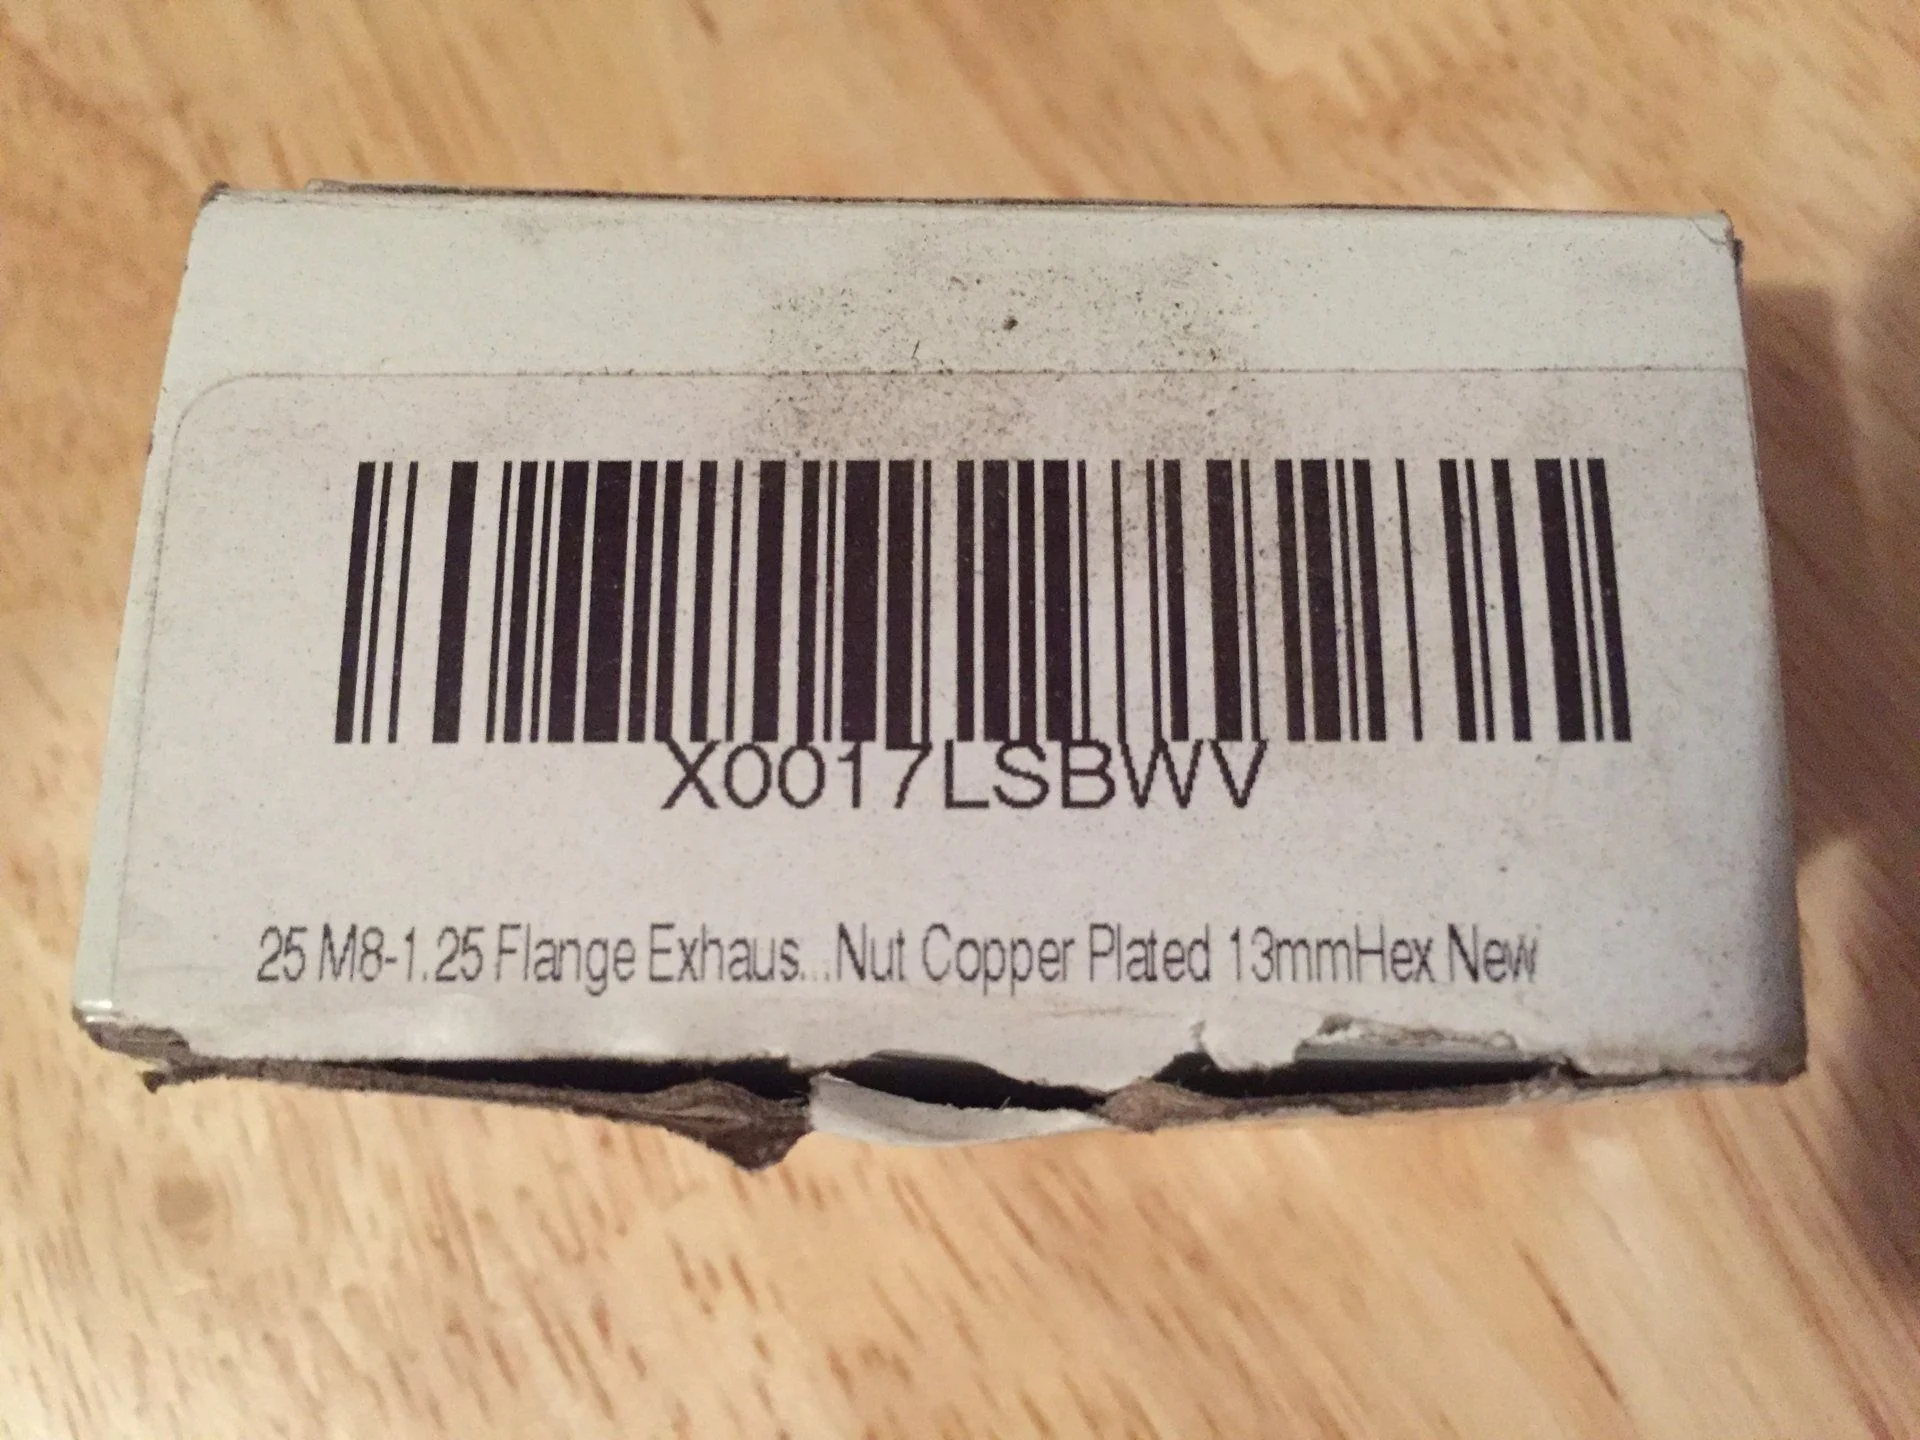 X0017LSBWV
25 M8-1.25 Flange Exhaus...Nut Copper Plated 13mmHex New